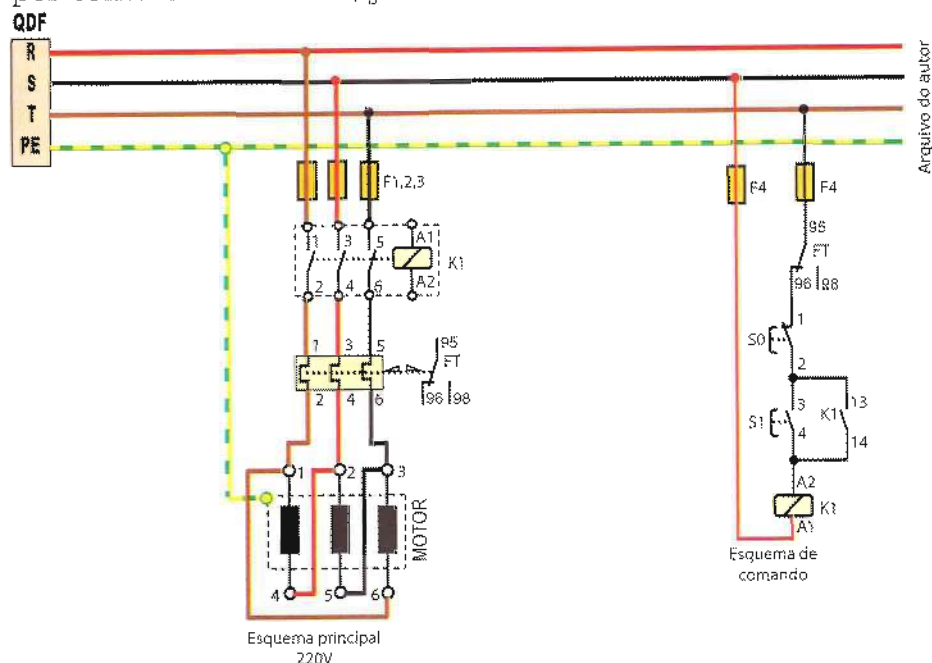 QDF
R
S
T
PE
Arquivo do autor
F1,2,3
F4
F4
1
3
5
A1
K1
2
4
6
A2
95
FT
96
98
1
3
5
95
FT
2
4
6
96
98
S0
1
2
S1
3
4
K1
13
14
A2
K1
A1
1
2
3
MOTOR
4
5
6
Esquema de
comando
Esquema principal
220V